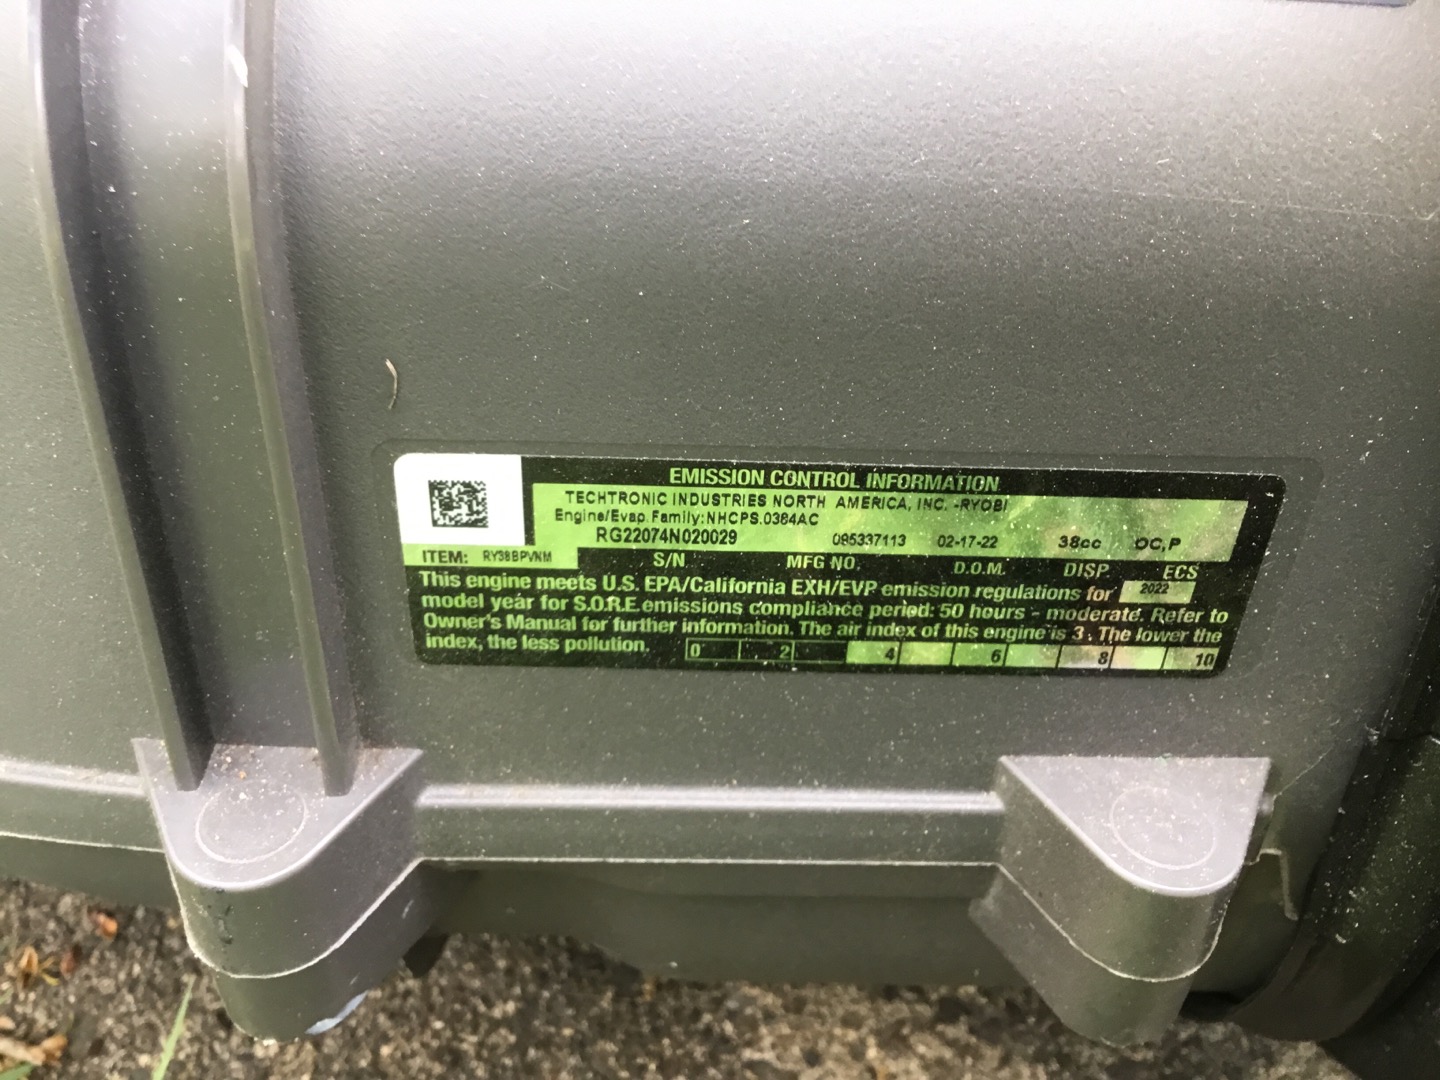 EMISSION CONTROL INFORMATION
TECHTRONIC INDUSTRIES NORTH AMERICA, INC. -RYOBI
Engine/Evap Family: NHCPS.0384AC
RG22074N020029 095337113 02-17-22 38cc OC, P
ITEM: RY38BPVNM S/N MFG NO. D.O.M. DISP ECS
This engine meets U.S. EPA/California EXH/EVP emission regulations for 2022
model year for S.O.R.E. emissions compliance period: 50 hours - moderate. Refer to
Owner's Manual for further information. The air index of this engine is 3. The lower the
index, the less pollution. 0 2 4 6 8 10